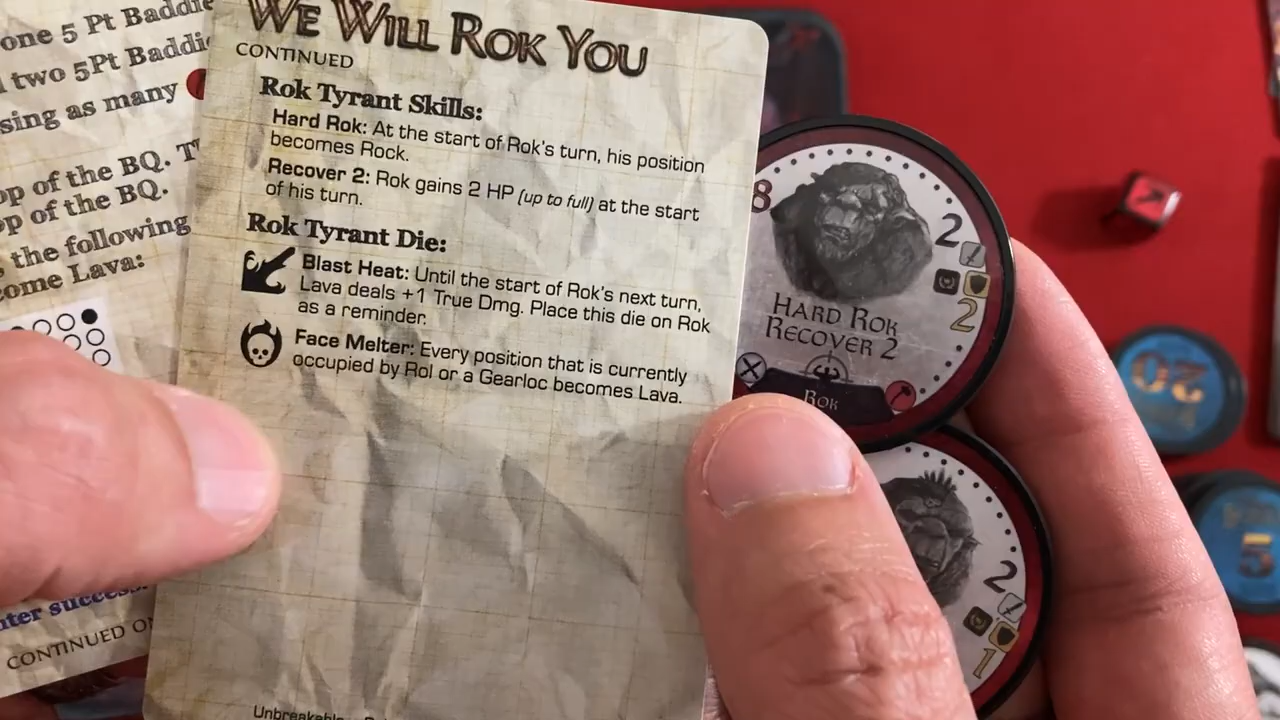 one 5 Pt Baddie
two 5Pt Baddi
sing as many
op of the BQ.
op of the BQ.
the following
come Lava:
CONTINUED ON
WE WILL ROK YOU
CONTINUED
Rok Tyrant Skills:
Hard Rok: At the start of Rok's turn, his position
becomes Rock.
Recover 2: Rok gains 2 HP (up to full) at the start
of his turn.
Rok Tyrant Die:
Blast Heat: Until the start of Rok's next turn,
Lava deals +1 True Dmg. Place this die on Rok
as a reminder.
Face Melter: Every position that is currently
occupied by Rol or a Gearloc becomes Lava.
8
2
2
HARD ROK
RECOVER 2
ROK
2
1
20
5